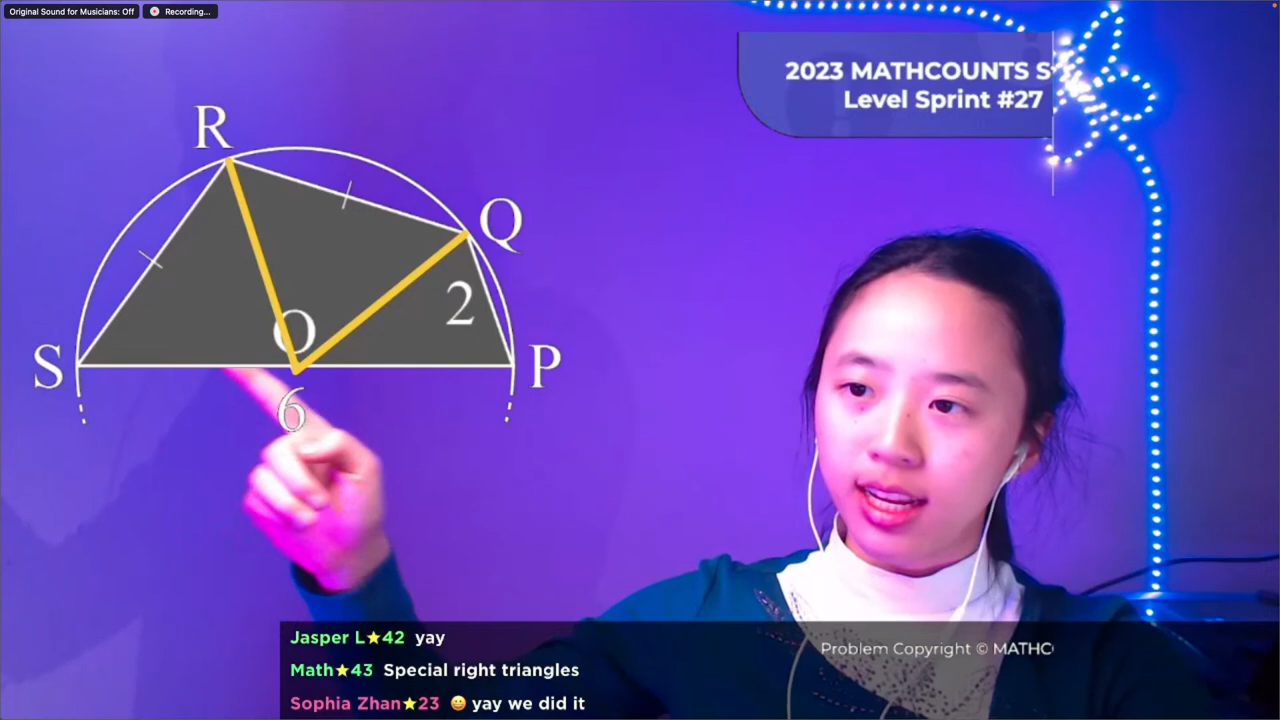 Original Sound for Musicians: Off
Recording...
2023 MATHCOUNTS S
Level Sprint #27
R
Q
2
O
S
P
6
Jasper L★42 yay
Math★43 Special right triangles
Sophia Zhan★23 😀 yay we did it
Problem Copyright © MATHC